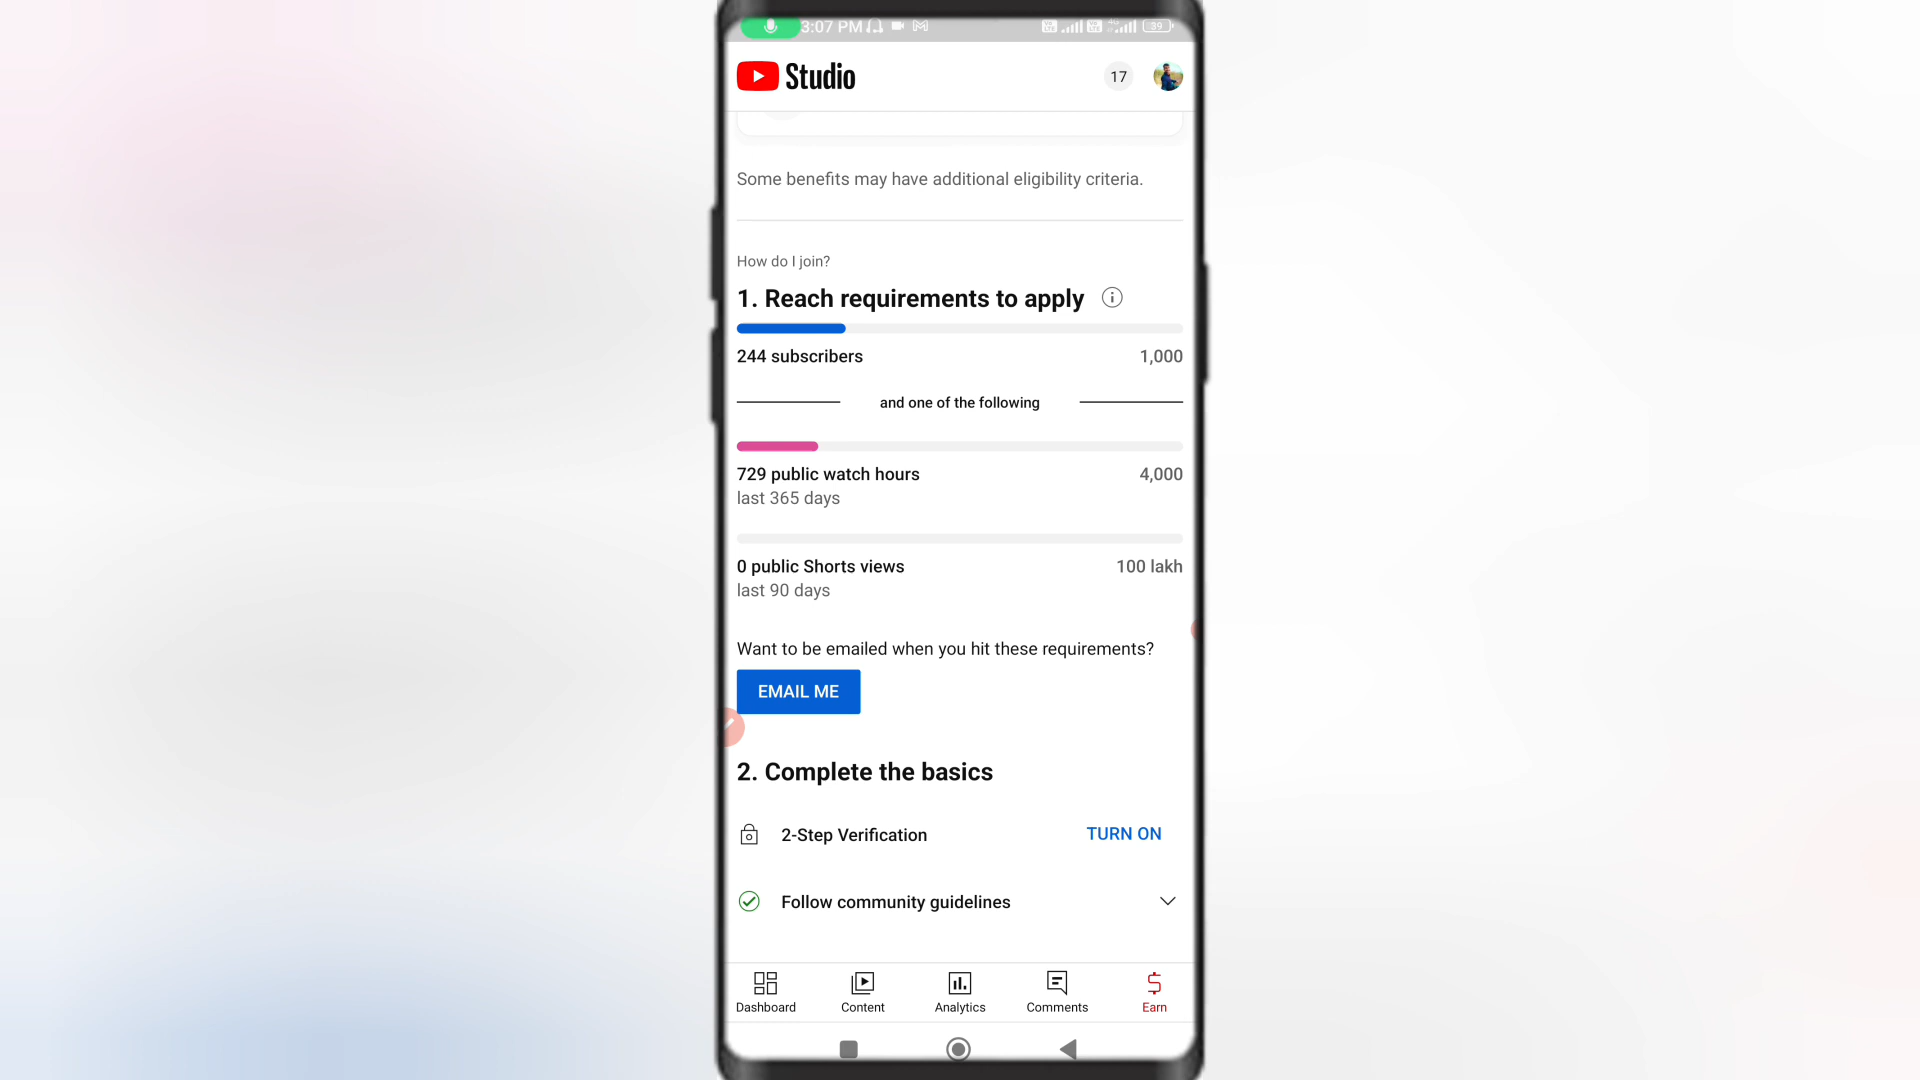 3:07 PM
39
Studio
17
Some benefits may have additional eligibility criteria.
How do I join?
1. Reach requirements to apply
244 subscribers 1,000
and one of the following
729 public watch hours 4,000
last 365 days
0 public Shorts views 100 lakh
last 90 days
Want to be emailed when you hit these requirements?
EMAIL ME
2. Complete the basics
2-Step Verification TURN ON
Follow community guidelines
Dashboard Content Analytics Comments Earn